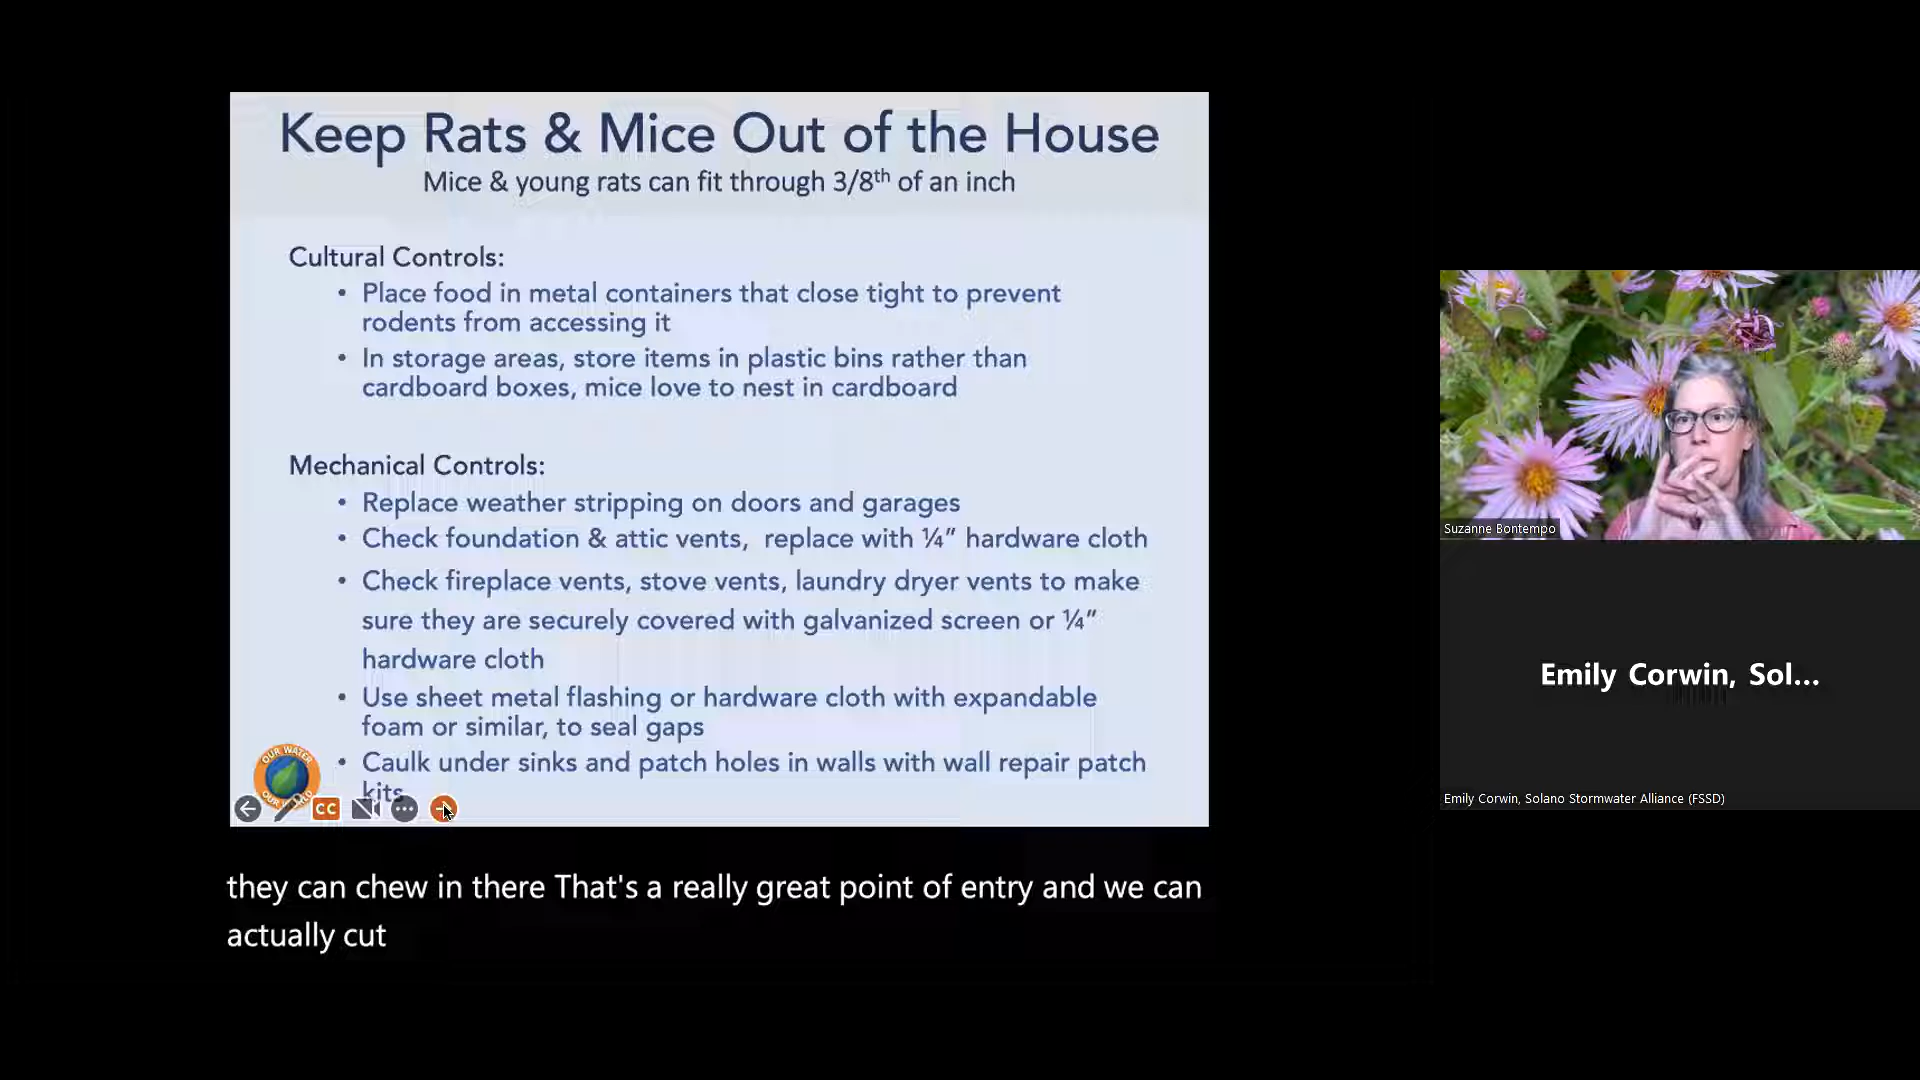 Keep Rats & Mice Out of the House
Mice & young rats can fit through 3/8th of an inch
Cultural Controls:
• Place food in metal containers that close tight to prevent
rodents from accessing it
• In storage areas, store items in plastic bins rather than
cardboard boxes, mice love to nest in cardboard
Mechanical Controls:
• Replace weather stripping on doors and garages
• Check foundation & attic vents, replace with ¼” hardware cloth
• Check fireplace vents, stove vents, laundry dryer vents to make
sure they are securely covered with galvanized screen or ¼”
hardware cloth
• Use sheet metal flashing or hardware cloth with expandable
foam or similar, to seal gaps
• Caulk under sinks and patch holes in walls with wall repair patch
kits
OUR WATER
CC
they can chew in there That's a really great point of entry and we can
actually cut
Suzanne Bontempo
Emily Corwin, Sol...
Emily Corwin, Solano Stormwater Alliance (FSSD)